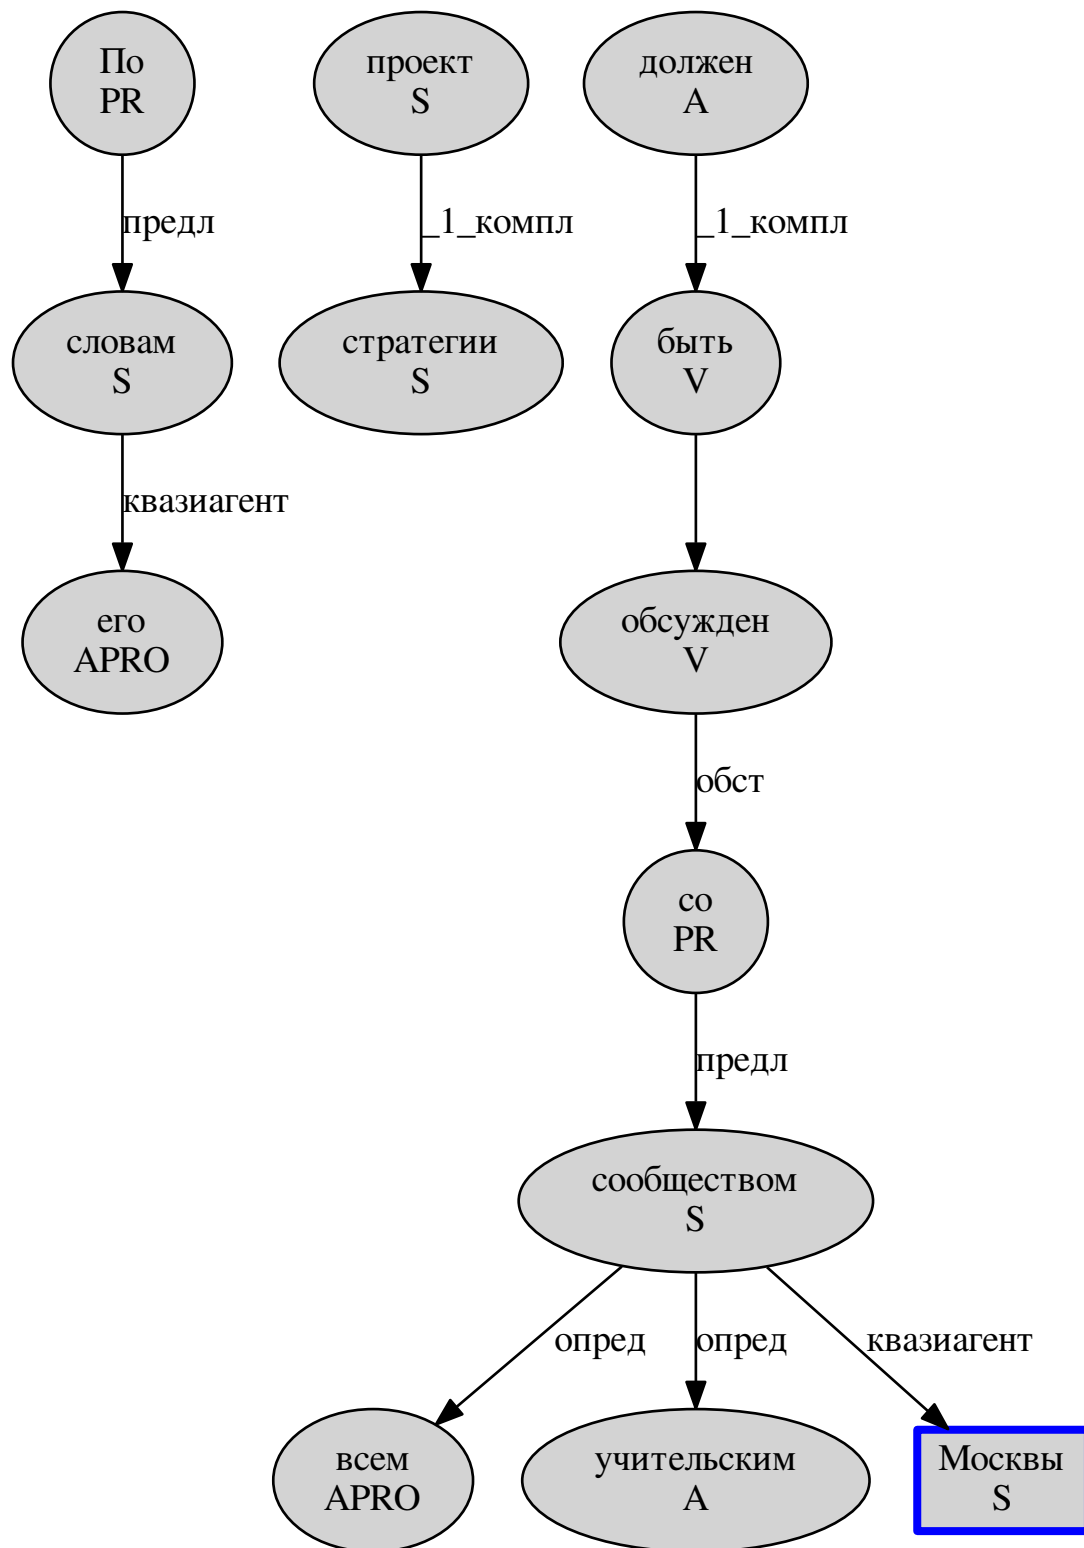 По
PR
проект
S
должен
A
предл
_1_компл
_1_компл
словам
S
стратегии
S
быть
V
квазиагент
его
APRO
обсужден
V
обст
со
PR
предл
сообществом
S
опред
опред
квазиагент
всем
APRO
учительским
A
Москвы
S